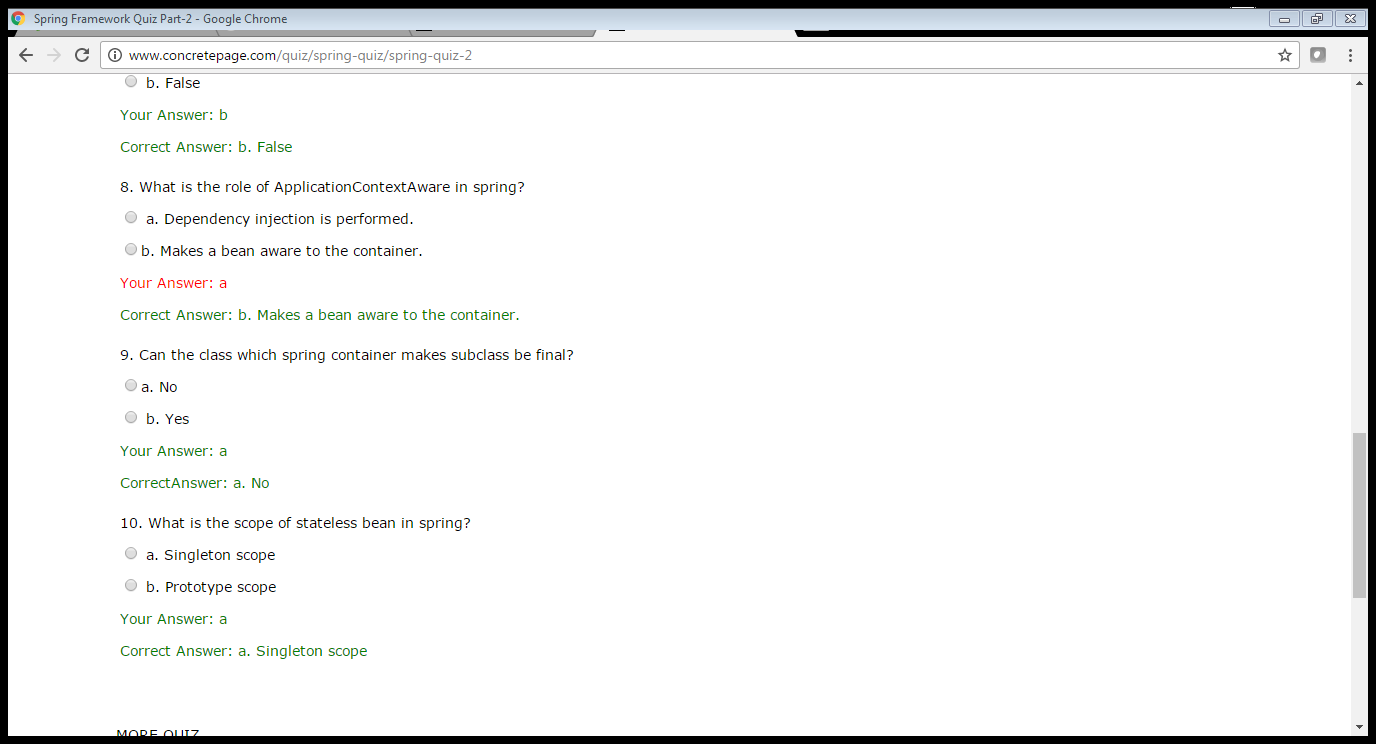 Spring Framework Quiz Part-2 - Google Chrome
www.concretepage.com/quiz/spring-quiz/spring-quiz-2
b. False
Your Answer: b
Correct Answer: b. False
8. What is the role of ApplicationContextAware in spring?
a. Dependency injection is performed.
b. Makes a bean aware to the container.
Your Answer: a
Correct Answer: b. Makes a bean aware to the container.
9. Can the class which spring container makes subclass be final?
a. No
b. Yes
Your Answer: a
CorrectAnswer: a. No
10. What is the scope of stateless bean in spring?
a. Singleton scope
b. Prototype scope
Your Answer: a
Correct Answer: a. Singleton scope
MORE QUIZ